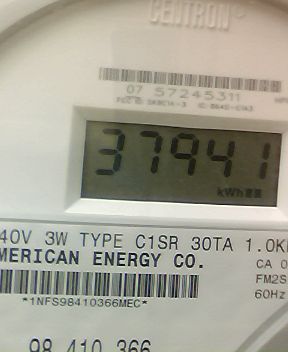 CENTRON®
07 57245311
37941
kWh
40V 3W TYPE C1SR 30TA 1.0K
MERICAN ENERGY CO.
CA 0
FM2S
60Hz
*1NFS98410366MEC*
98 410 366